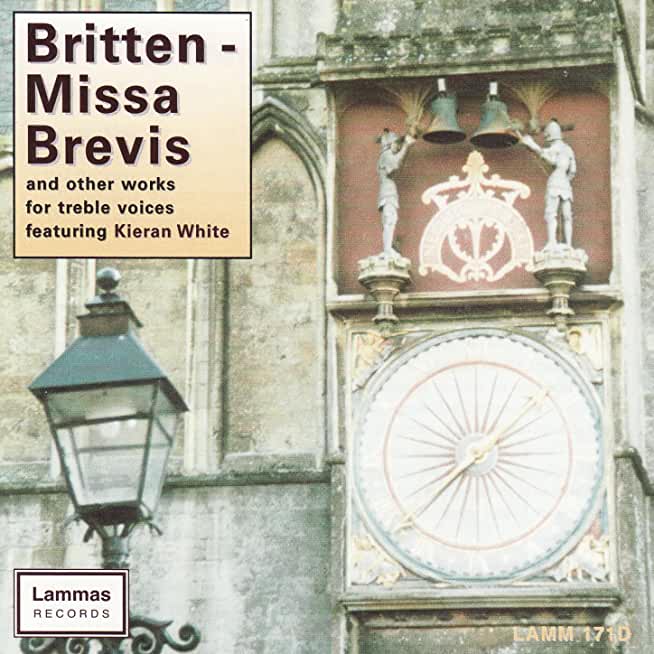 Britten -
Missa
Brevis
and other works
for treble voices
featuring Kieran White
Lammas
RECORDS
LAMM 171D